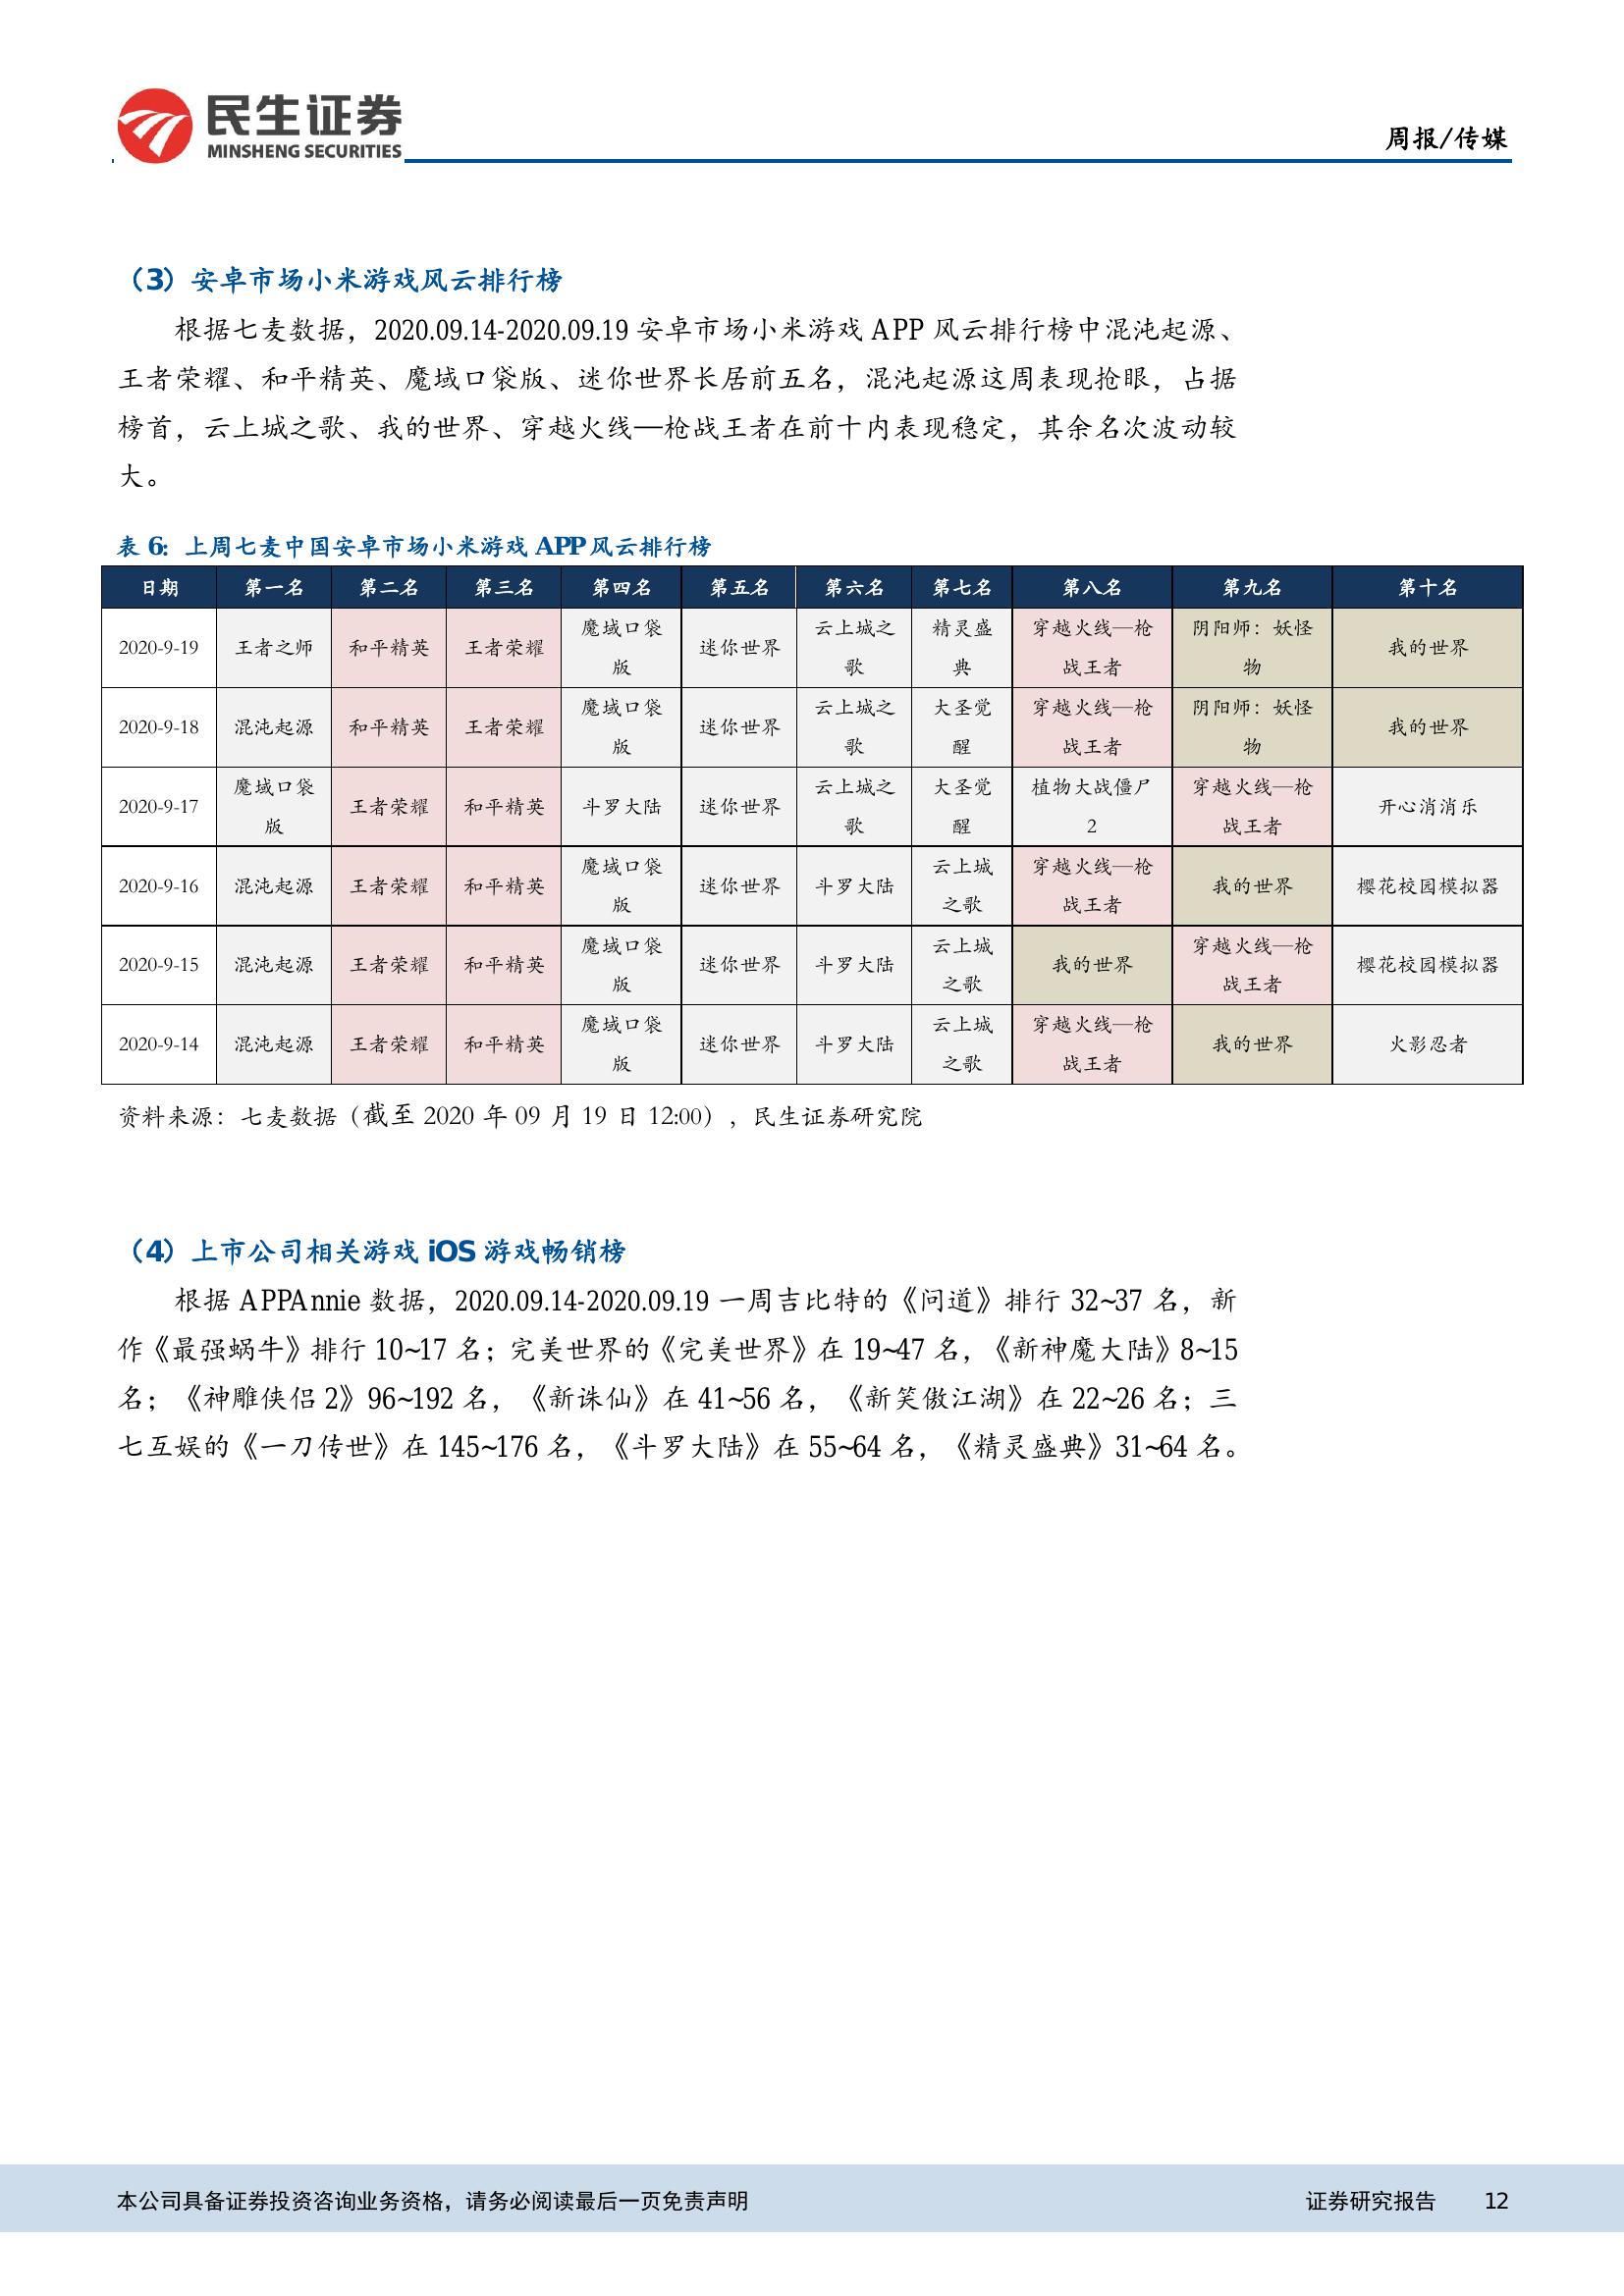 民生证券
MINSHENG SECURITIES
周报/传媒
（3）安卓市场小米游戏风云排行榜
根据七麦数据，2020.09.14-2020.09.19 安卓市场小米游戏 APP 风云排行榜中混沌起源、
王者荣耀、和平精英、魔域口袋版、迷你世界长居前五名，混沌起源这周表现抢眼，占据
榜首，云上城之歌、我的世界、穿越火线—枪战王者在前十内表现稳定，其余名次波动较
大。
表 6：上周七麦中国安卓市场小米游戏 APP 风云排行榜
日期 第一名 第二名 第三名 第四名 第五名 第六名 第七名 第八名 第九名 第十名
2020-9-19 王者之师 和平精英 王者荣耀 魔域口袋版 迷你世界 云上城之歌 精灵盛典 穿越火线—枪战王者 阴阳师：妖怪物 我的世界
2020-9-18 混沌起源 和平精英 王者荣耀 魔域口袋版 迷你世界 云上城之歌 大圣觉醒 穿越火线—枪战王者 阴阳师：妖怪物 我的世界
2020-9-17 魔域口袋版 王者荣耀 和平精英 斗罗大陆 迷你世界 云上城之歌 大圣觉醒 植物大战僵尸2 穿越火线—枪战王者 开心消消乐
2020-9-16 混沌起源 王者荣耀 和平精英 魔域口袋版 迷你世界 斗罗大陆 云上城之歌 穿越火线—枪战王者 我的世界 樱花校园模拟器
2020-9-15 混沌起源 王者荣耀 和平精英 魔域口袋版 迷你世界 斗罗大陆 云上城之歌 我的世界 穿越火线—枪战王者 樱花校园模拟器
2020-9-14 混沌起源 王者荣耀 和平精英 魔域口袋版 迷你世界 斗罗大陆 云上城之歌 穿越火线—枪战王者 我的世界 火影忍者
资料来源：七麦数据（截至 2020 年 09 月 19 日 12:00），民生证券研究院
（4）上市公司相关游戏 iOS 游戏畅销榜
根据 APPAnnie 数据，2020.09.14-2020.09.19 一周吉比特的《问道》排行 32~37 名，新
作《最强蜗牛》排行 10~17 名；完美世界的《完美世界》在 19~47 名，《新神魔大陆》8~15
名；《神雕侠侣 2》96~192 名，《新诛仙》在 41~56 名，《新笑傲江湖》在 22~26 名；三
七互娱的《一刀传世》在 145~176 名，《斗罗大陆》在 55~64 名，《精灵盛典》31~64 名。
本公司具备证券投资咨询业务资格，请务必阅读最后一页免责声明 证券研究报告 12